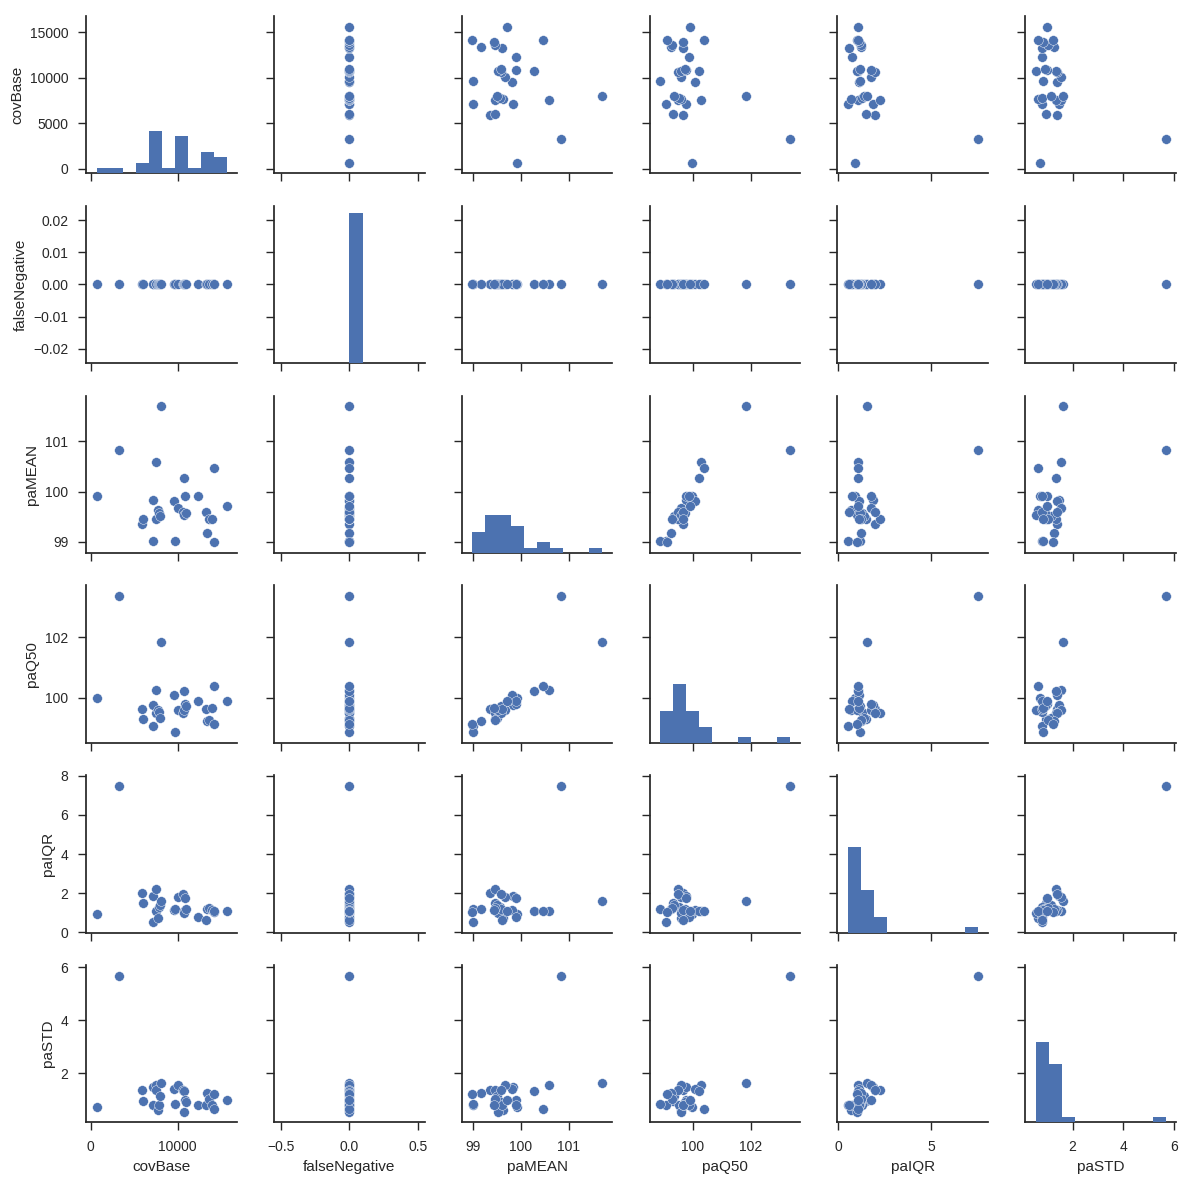 15000
10000
5000
0
covBase
0.02
0.01
0.00
−0.01
−0.02
falseNegative
101
100
99
paMEAN
102
100
paQ50
8
6
4
2
0
paIQR
6
4
2
paSTD
0 10000
−0.5 0.0 0.5
99 100 101
100 102
0 5
2 4 6
covBase
falseNegative
paMEAN
paQ50
paIQR
paSTD